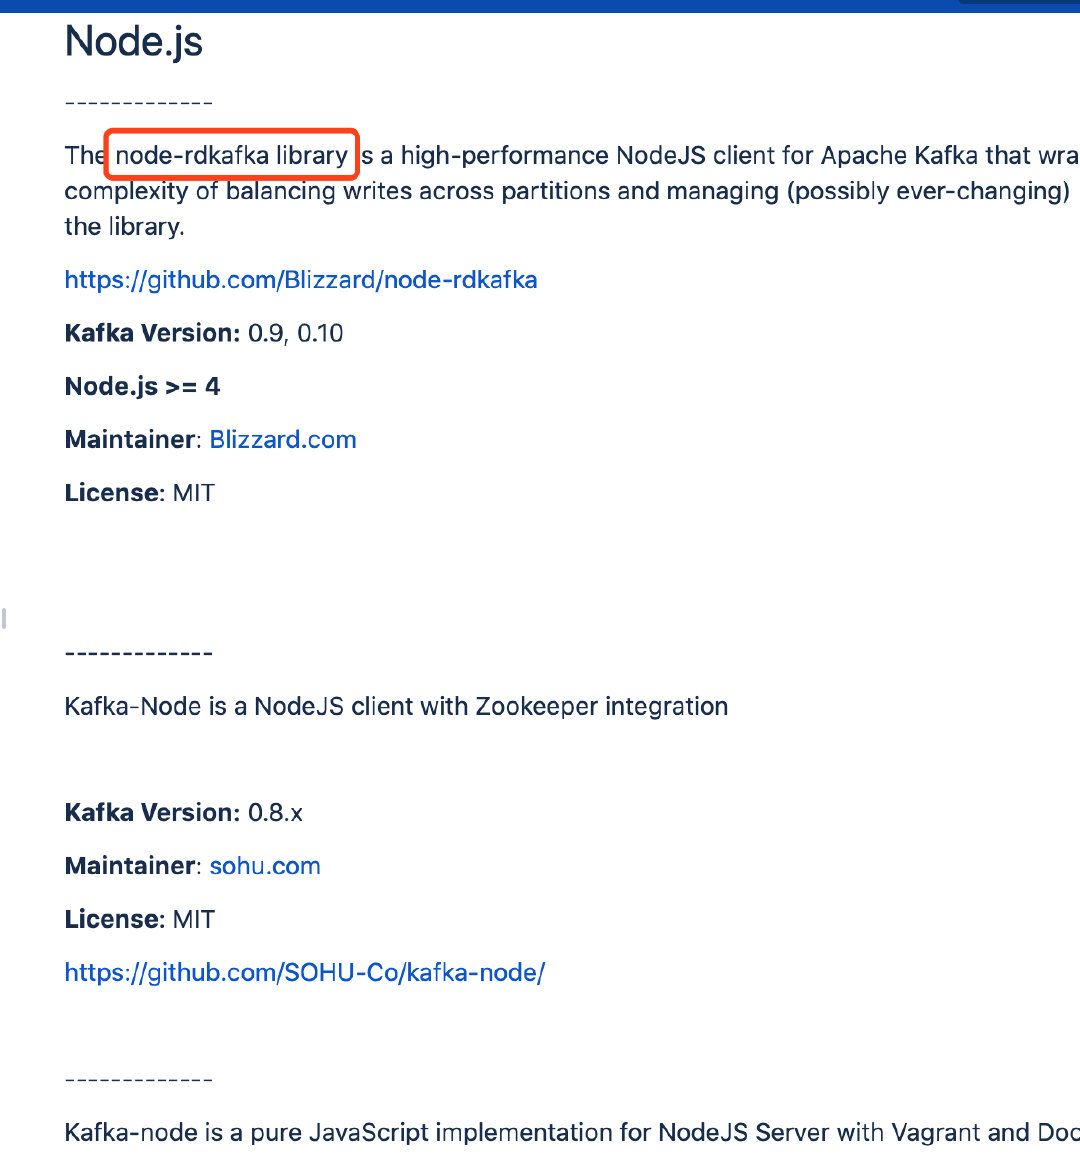 Node.js
-------------
The node-rdkafka library is a high-performance NodeJS client for Apache Kafka that wra
complexity of balancing writes across partitions and managing (possibly ever-changing)
the library.
https://github.com/Blizzard/node-rdkafka
Kafka Version: 0.9, 0.10
Node.js >= 4
Maintainer: Blizzard.com
License: MIT
-------------
Kafka-Node is a NodeJS client with Zookeeper integration
Kafka Version: 0.8.x
Maintainer: sohu.com
License: MIT
https://github.com/SOHU-Co/kafka-node/
-------------
Kafka-node is a pure JavaScript implementation for NodeJS Server with Vagrant and Doc